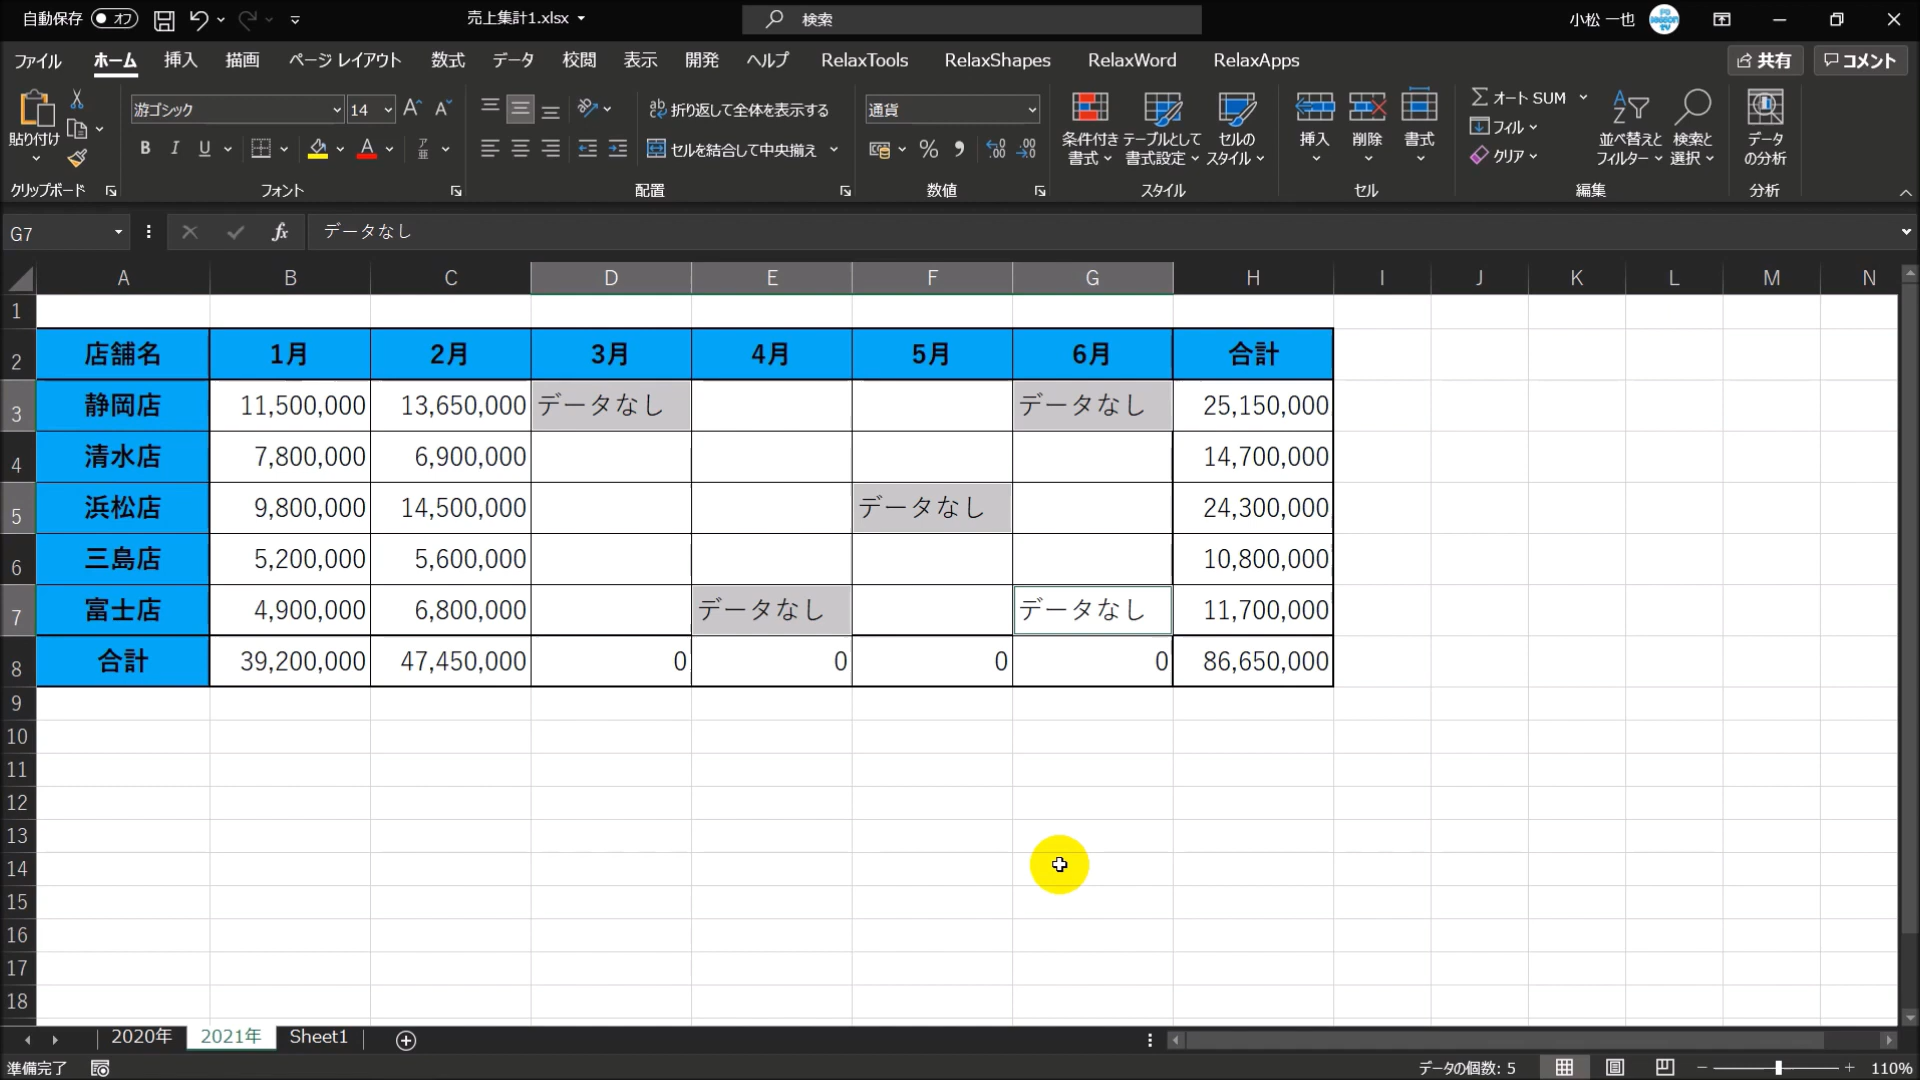 自動保存 オフ 売上集計1.xlsx 検索 小松 一也
ファイル ホーム 挿入 描画 ページ レイアウト 数式 データ 校閲 表示 開発 ヘルプ RelaxTools RelaxShapes RelaxWord RelaxApps 共有 コメント
貼り付け 游ゴシック 14 折り返して全体を表示する 通貨 条件付き書式 テーブルとして書式設定 セルのスタイル 挿入 削除 書式 オート SUM 並べ替えとフィルター 検索と選択 データの分析
B I U セルを結合して中央揃え % フィル
クリア
クリップボード フォント 配置 数値 スタイル セル 編集 分析
G7 fx データなし
A B C D E F G H I J K L M N
1
2 店舗名 1月 2月 3月 4月 5月 6月 合計
3 静岡店 11,500,000 13,650,000 データなし データなし 25,150,000
4 清水店 7,800,000 6,900,000 14,700,000
5 浜松店 9,800,000 14,500,000 データなし 24,300,000
6 三島店 5,200,000 5,600,000 10,800,000
7 富士店 4,900,000 6,800,000 データなし データなし 11,700,000
8 合計 39,200,000 47,450,000 0 0 0 0 86,650,000
9
10
11
12
13
14
15
16
17
18
2020年 2021年 Sheet1
準備完了 データの個数: 5 110%